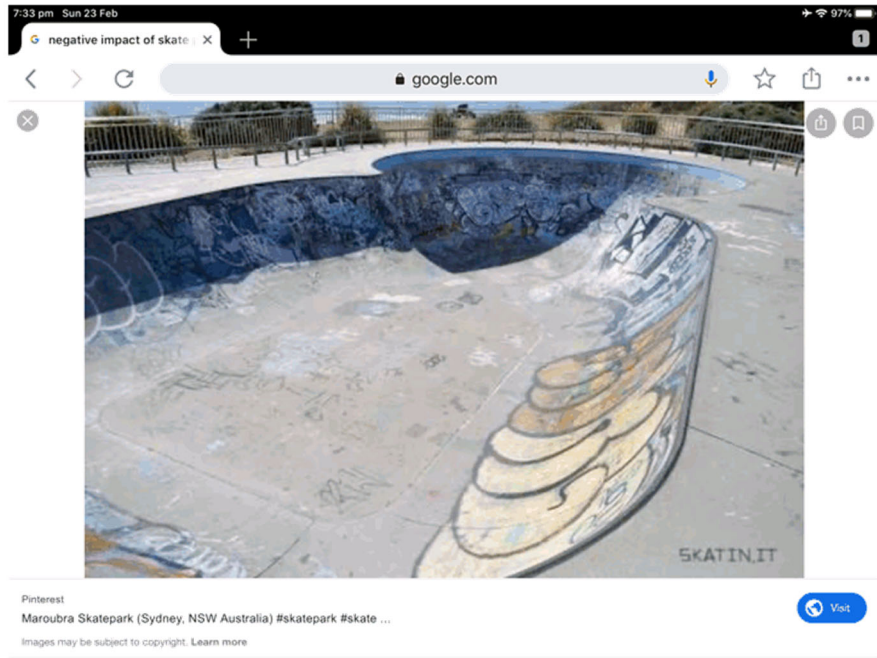 7:33 pm Sun 23 Feb
97%
negative impact of skate
1
google.com
SKATIN.IT
Pinterest
Maroubra Skatepark (Sydney, NSW Australia) #skatepark #skate ...
Visit
Images may be subject to copyright. Learn more